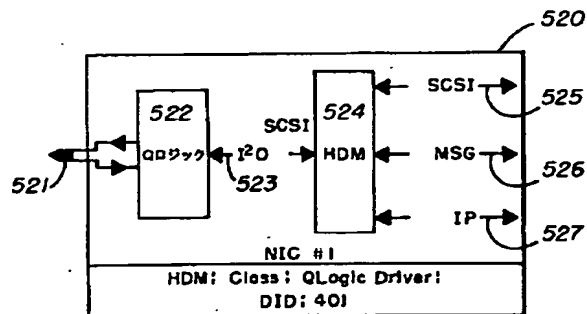 520
522
Qロジック
521
I²O
523
SCSI
524
HDM
SCSI
525
MSG
526
IP
527
NIC #1
HDM; Class; QLogic Driver;
DID; 401